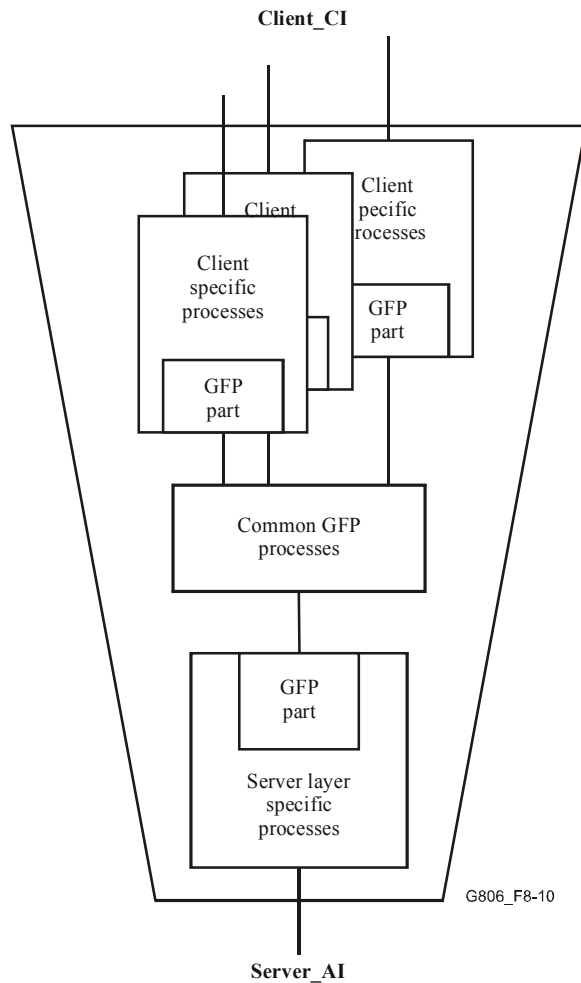 Client_CI
Client
pecific
rocesses
Client
Client
specific
processes
GFP
part
GFP
part
Common GFP
processes
GFP
part
Server layer
specific
processes
G806_F8-10
Server_AI